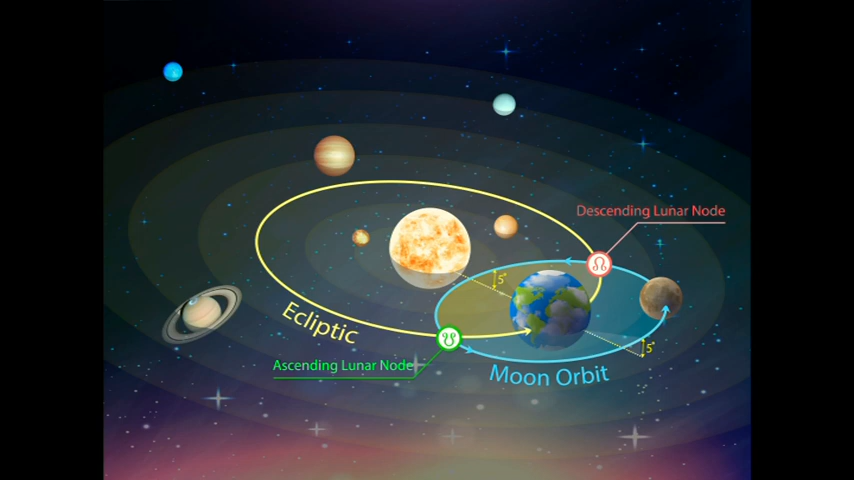 Descending Lunar Node
☊
5°
Ecliptic
☋
5°
Ascending Lunar Node
Moon Orbit